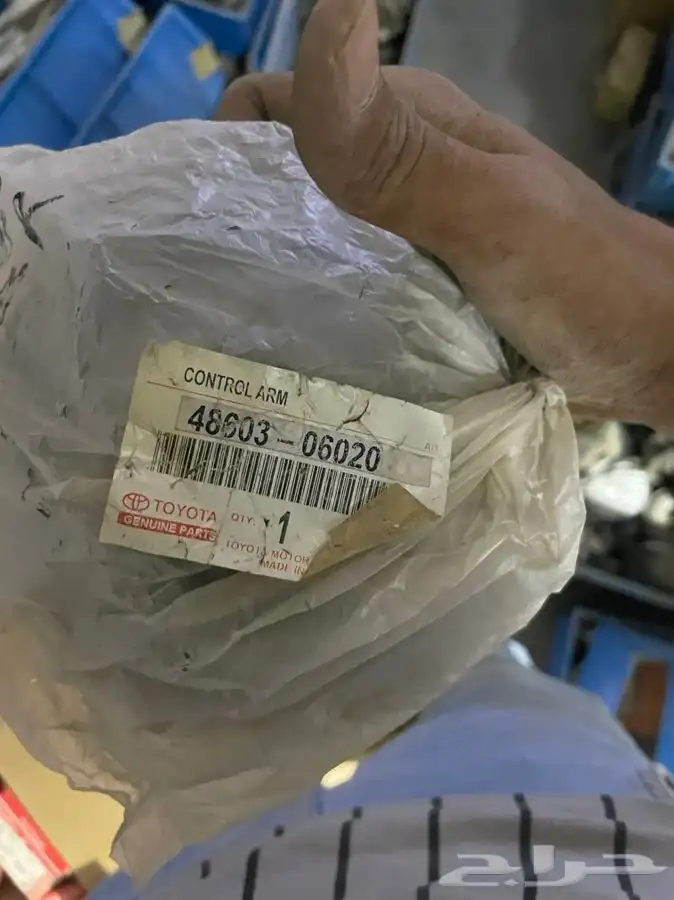 CONTROL ARM
48603-06020
TOYOTA
GENUINE PARTS
QTY. 1
TOYOTA MOTOR
MADE IN
حراج